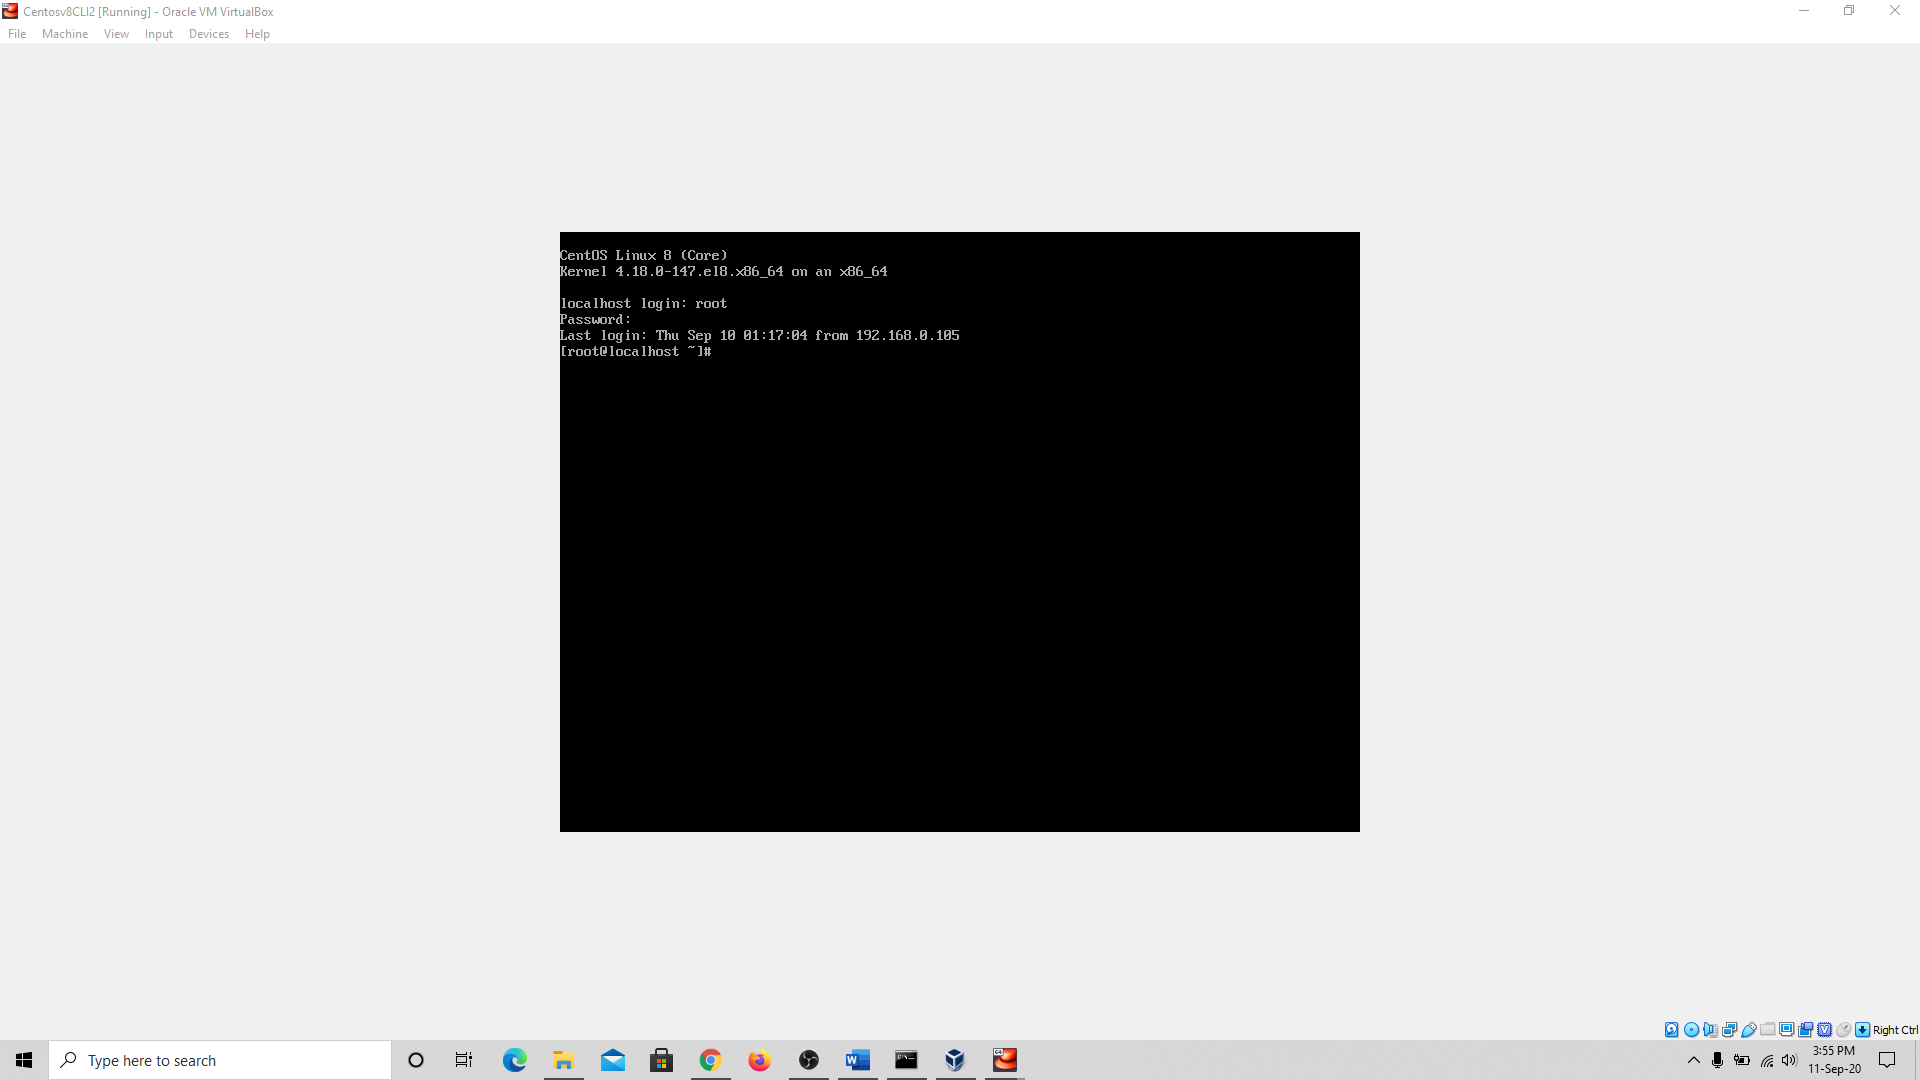 Centosv8CLI2 [Running] - Oracle VM VirtualBox
File Machine View Input Devices Help
CentOS Linux 8 (Core)
Kernel 4.18.0-147.el8.x86_64 on an x86_64
localhost login: root
Password:
Last login: Thu Sep 10 01:17:04 from 192.168.0.105
[root@localhost ~]#
Right Ctrl
Type here to search
3:55 PM
11-Sep-20